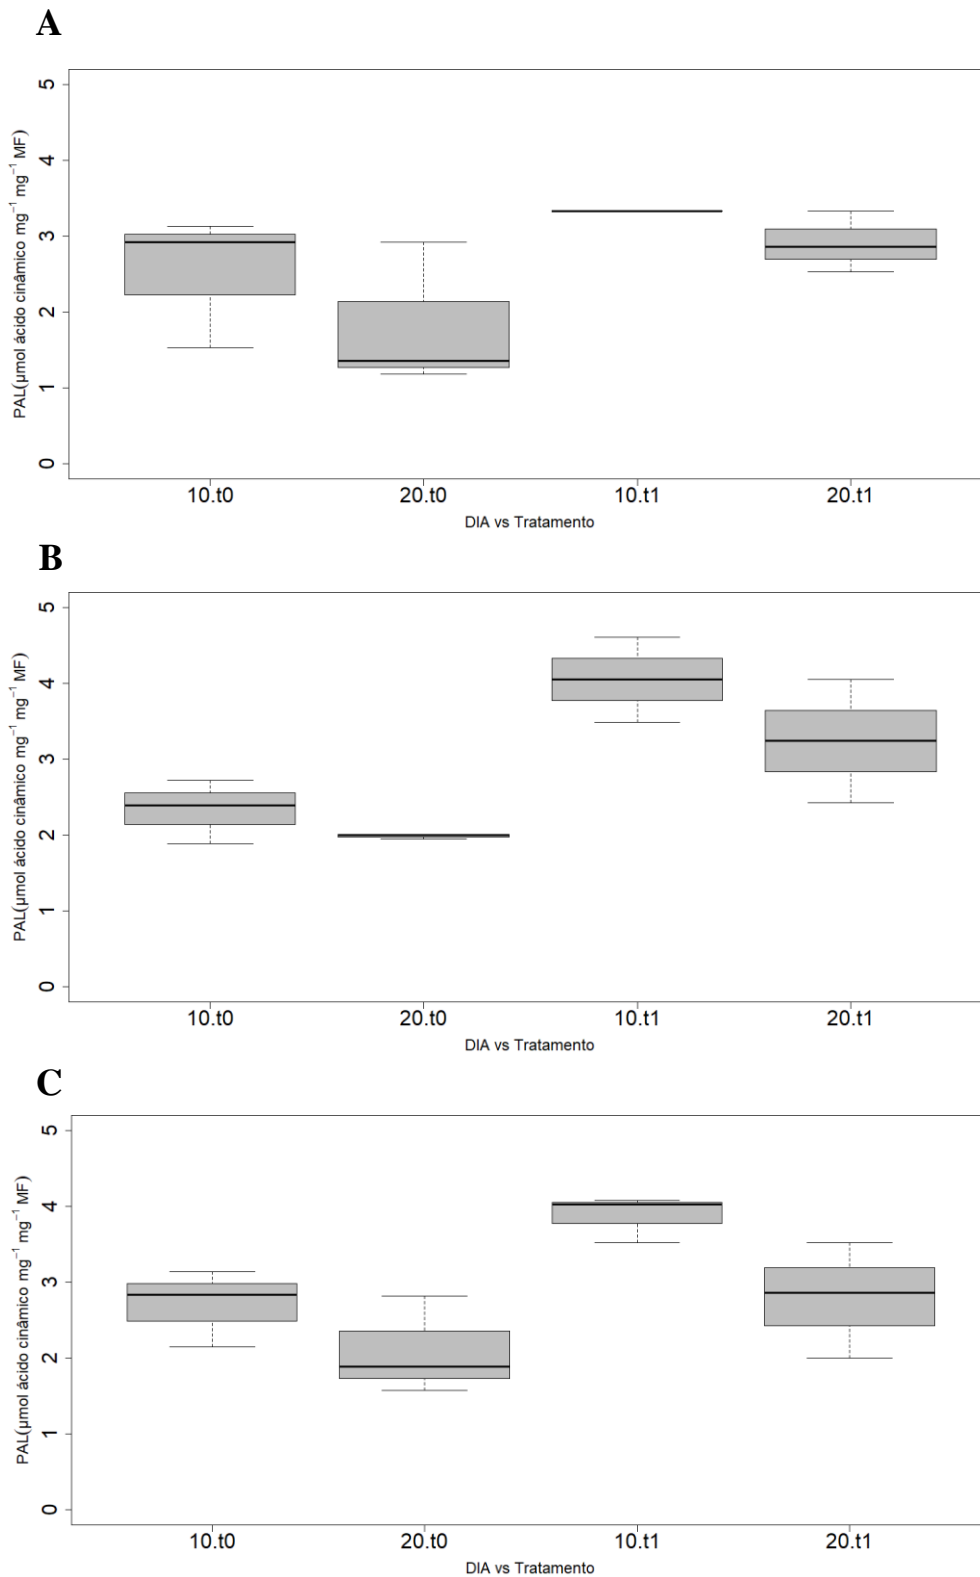 A
5
4
3
2
1
0
PAL(µmol ácido cinâmico mg⁻¹ mg⁻¹ MF)
10.t0 20.t0 10.t1 20.t1
DIA vs Tratamento
B
5
4
3
2
1
0
PAL(µmol ácido cinâmico mg⁻¹ mg⁻¹ MF)
10.t0 20.t0 10.t1 20.t1
DIA vs Tratamento
C
5
4
3
2
1
0
PAL(µmol ácido cinâmico mg⁻¹ mg⁻¹ MF)
10.t0 20.t0 10.t1 20.t1
DIA vs Tratamento